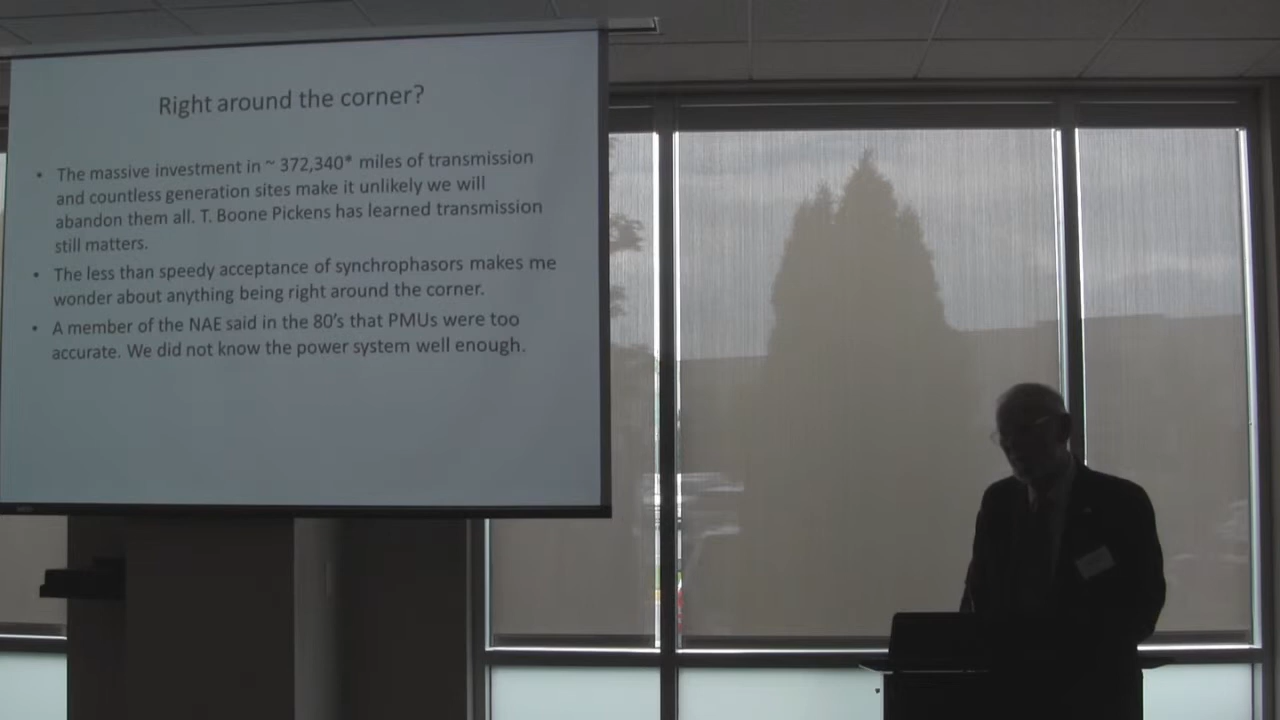 Right around the corner?
• The massive investment in ~ 372,340* miles of transmission
and countless generation sites make it unlikely we will
abandon them all. T. Boone Pickens has learned transmission
still matters.
• The less than speedy acceptance of synchrophasors makes me
wonder about anything being right around the corner.
• A member of the NAE said in the 80's that PMUs were too
accurate. We did not know the power system well enough.